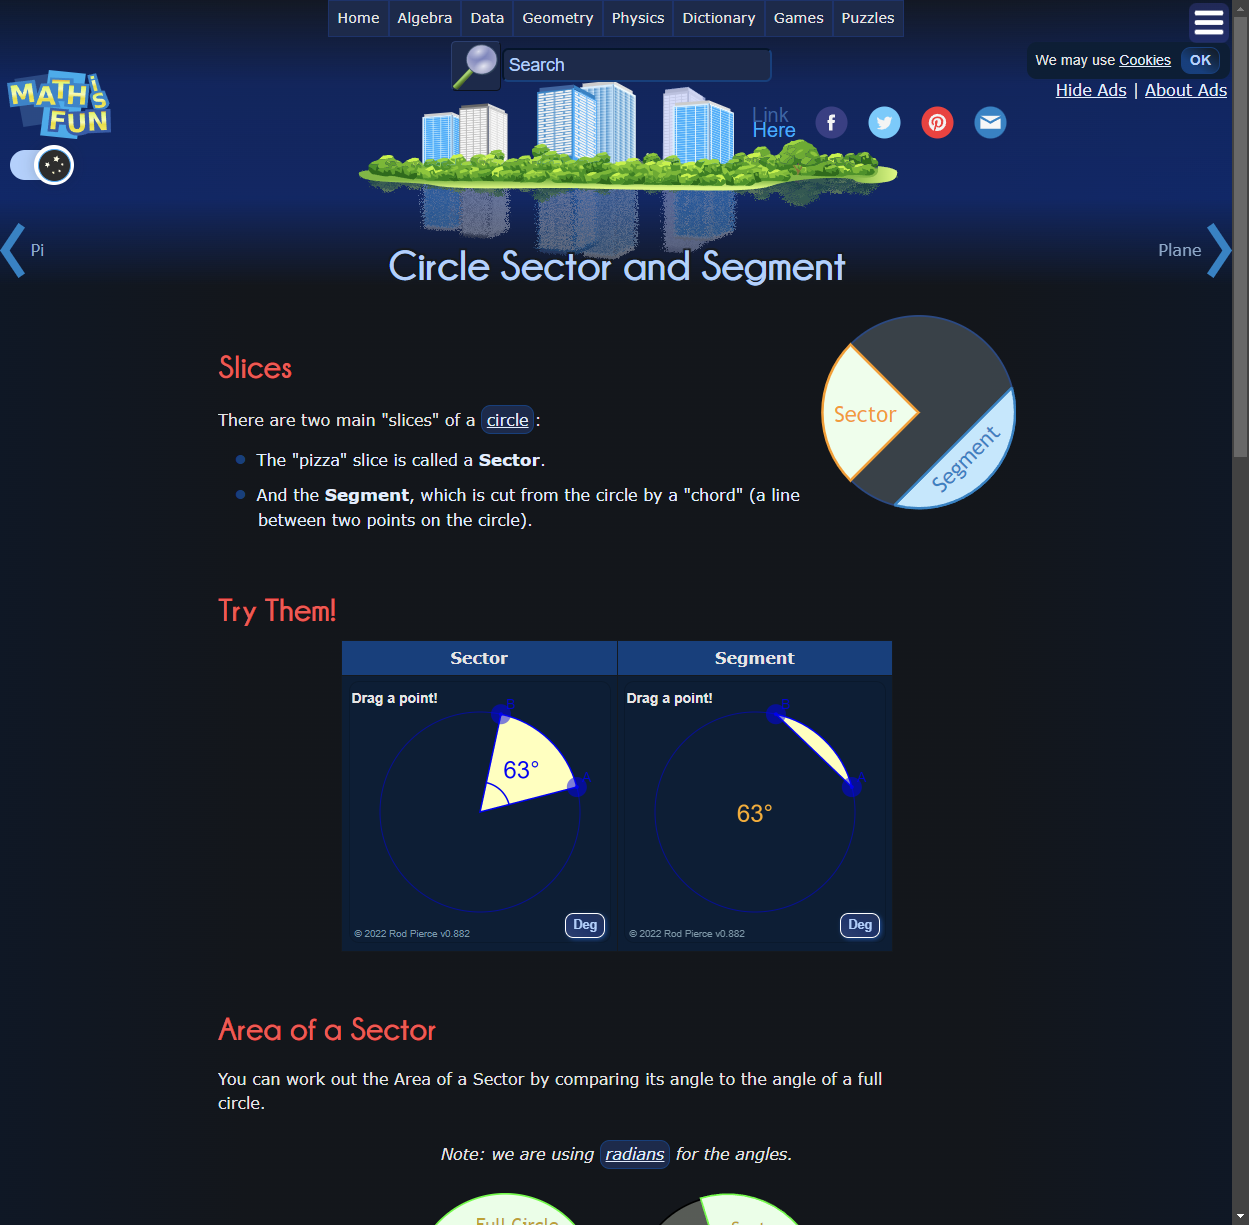 Home Algebra Data Geometry Physics Dictionary Games Puzzles
Search
We may use Cookies OK
Hide Ads | About Ads
MATH is FUN
Link
Here
Pi
Plane
Circle Sector and Segment
Slices
There are two main "slices" of a circle:
The "pizza" slice is called a Sector.
And the Segment, which is cut from the circle by a "chord" (a line
between two points on the circle).
Sector
Segment
Try Them!
Sector Segment
Drag a point!
63°
© 2022 Rod Pierce v0.882
Deg
Drag a point!
63°
© 2022 Rod Pierce v0.882
Deg
Area of a Sector
You can work out the Area of a Sector by comparing its angle to the angle of a full
circle.
Note: we are using radians for the angles.
Full Circle